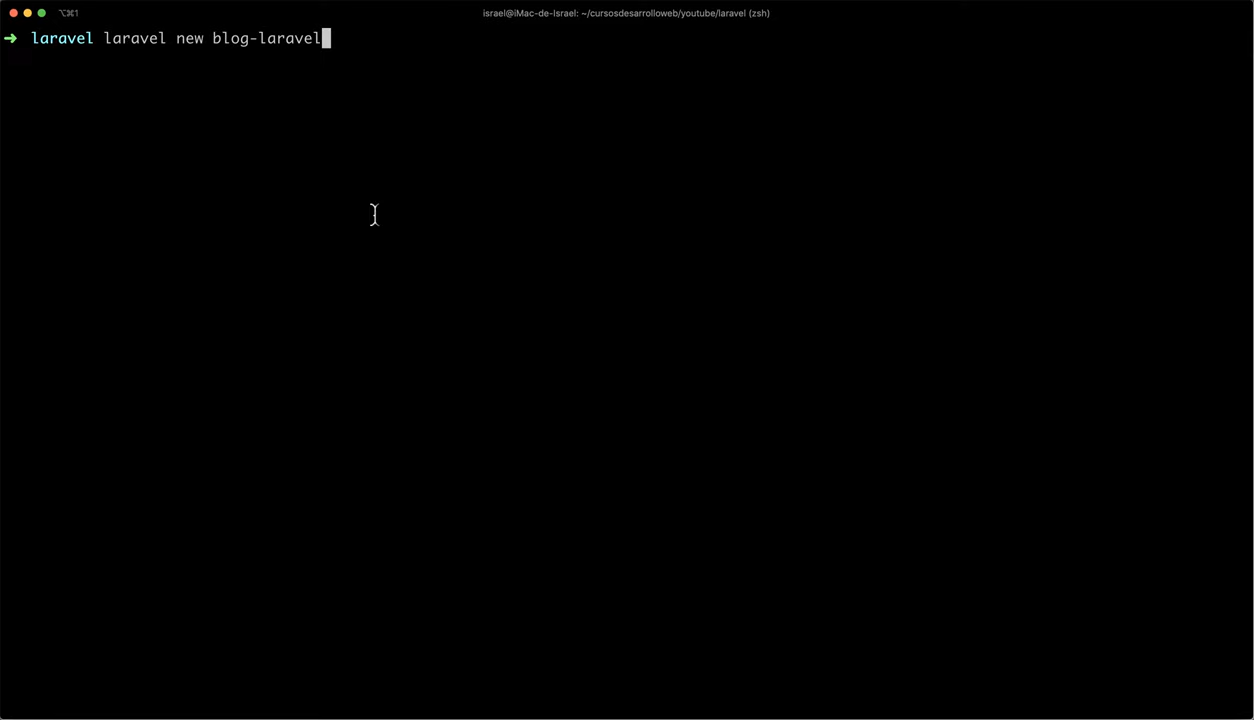 ⌥⌘1
israel@iMac-de-Israel: ~/cursosdesarrolloweb/youtube/laravel (zsh)
➜ laravel laravel new blog-laravel